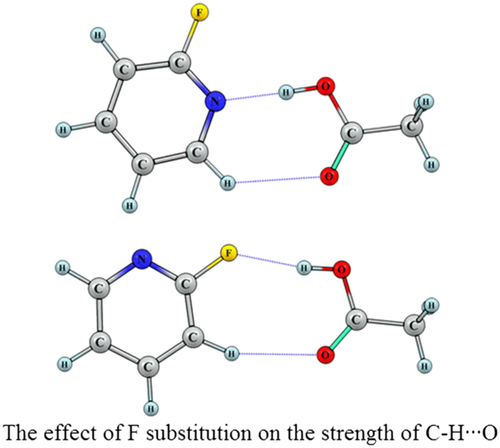 F
H
C C
H O
N H
C C C
H
C C H
H O
H
N F
H H O
C C
H
C C
C C
H O
H C H
H
The effect of F substitution on the strength of C-H···O